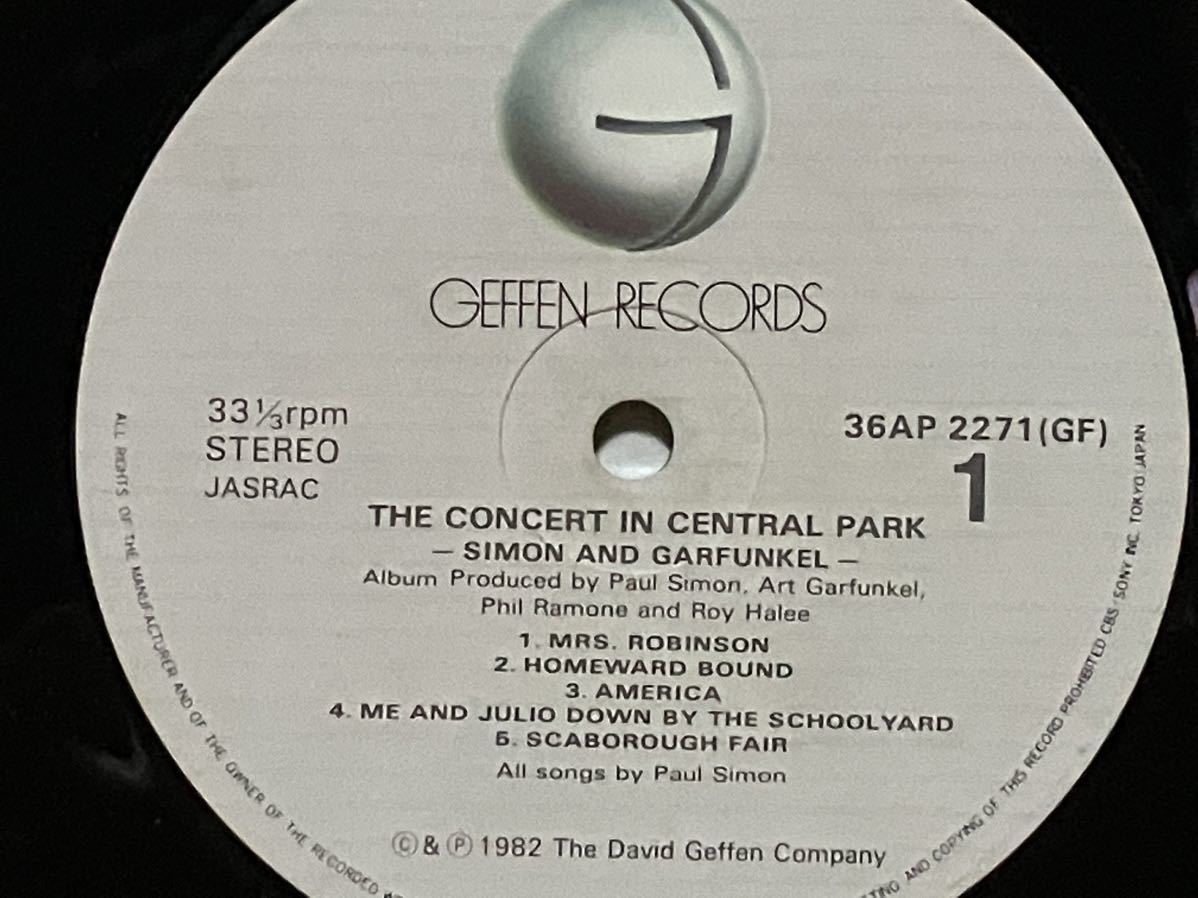 GEFFEN RECORDS
33⅓rpm
STEREO
JASRAC
36AP 2271(GF)
1
THE CONCERT IN CENTRAL PARK
— SIMON AND GARFUNKEL —
Album Produced by Paul Simon, Art Garfunkel,
Phil Ramone and Roy Halee
1. MRS. ROBINSON
2. HOMEWARD BOUND
3. AMERICA
4. ME AND JULIO DOWN BY THE SCHOOLYARD
5. SCABOROUGH FAIR
All songs by Paul Simon
Ⓒ & Ⓟ 1982 The David Geffen Company
ALL RIGHTS OF THE MANUFACTURER AND OF THE OWNER OF THE RECORDED
AND COPYING OF THIS RECORD PROHIBITED CBS/SONY INC. TOKYO JAPAN